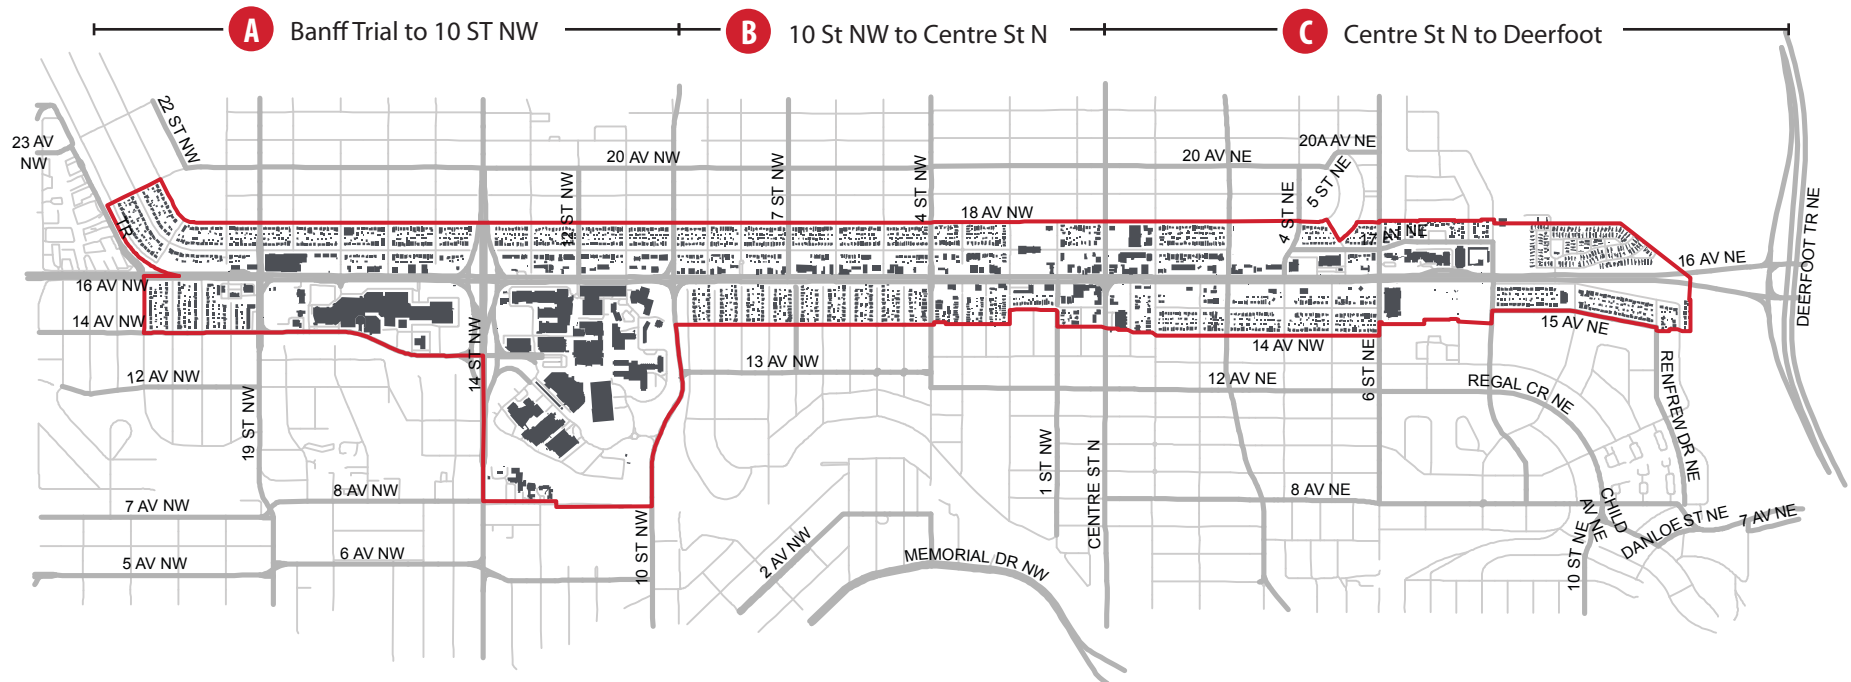 A Banff Trial to 10 ST NW
B 10 St NW to Centre St N
C Centre St N to Deerfoot
22 ST NW
23 AV
NW
20 AV NW
20 AV NE
20A AV NE
12 ST NW
7 ST NW
4 ST NW
18 AV NW
4 ST NE
5 ST NE
17 AV NE
TR
16 AV NW
16 AV NE
DEERFOOT TR NE
14 AV NW
14 ST NW
15 AV NE
14 AV NW
13 AV NW
12 AV NW
12 AV NE
6 ST NE
REGAL CR NE
RENFREW DR NE
19 ST NW
1 ST NW
CENTRE ST N
8 AV NW
8 AV NE
7 AV NW
CHILD
AV NE
DANLOE ST NE
7 AV NE
10 ST NW
2 AV NW
MEMORIAL DR NW
10 ST NE
6 AV NW
5 AV NW